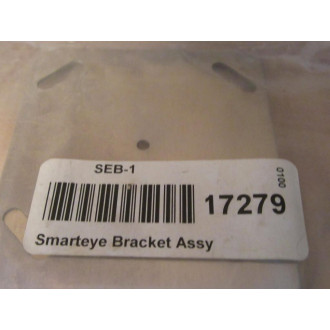 SEB-1
17279
0100
Smarteye Bracket Assy